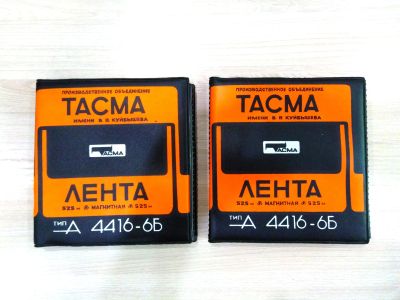 ПРОИЗВОДСТВЕННОЕ ОБЪЕДИНЕНИЕ
ТАСМА
ИМЕНИ В В КУЙБЫШЕВА
ТАСМА
ЛЕНТА
525 м МАГНИТНАЯ 525 м
ТИП А 4416-6Б
ПРОИЗВОДСТВЕННОЕ ОБЪЕДИНЕНИЕ
ТАСМА
ИМЕНИ В В КУЙБЫШЕВА
ТАСМА
ЛЕНТА
525 м МАГНИТНАЯ 525 м
ТИП А 4416-6Б